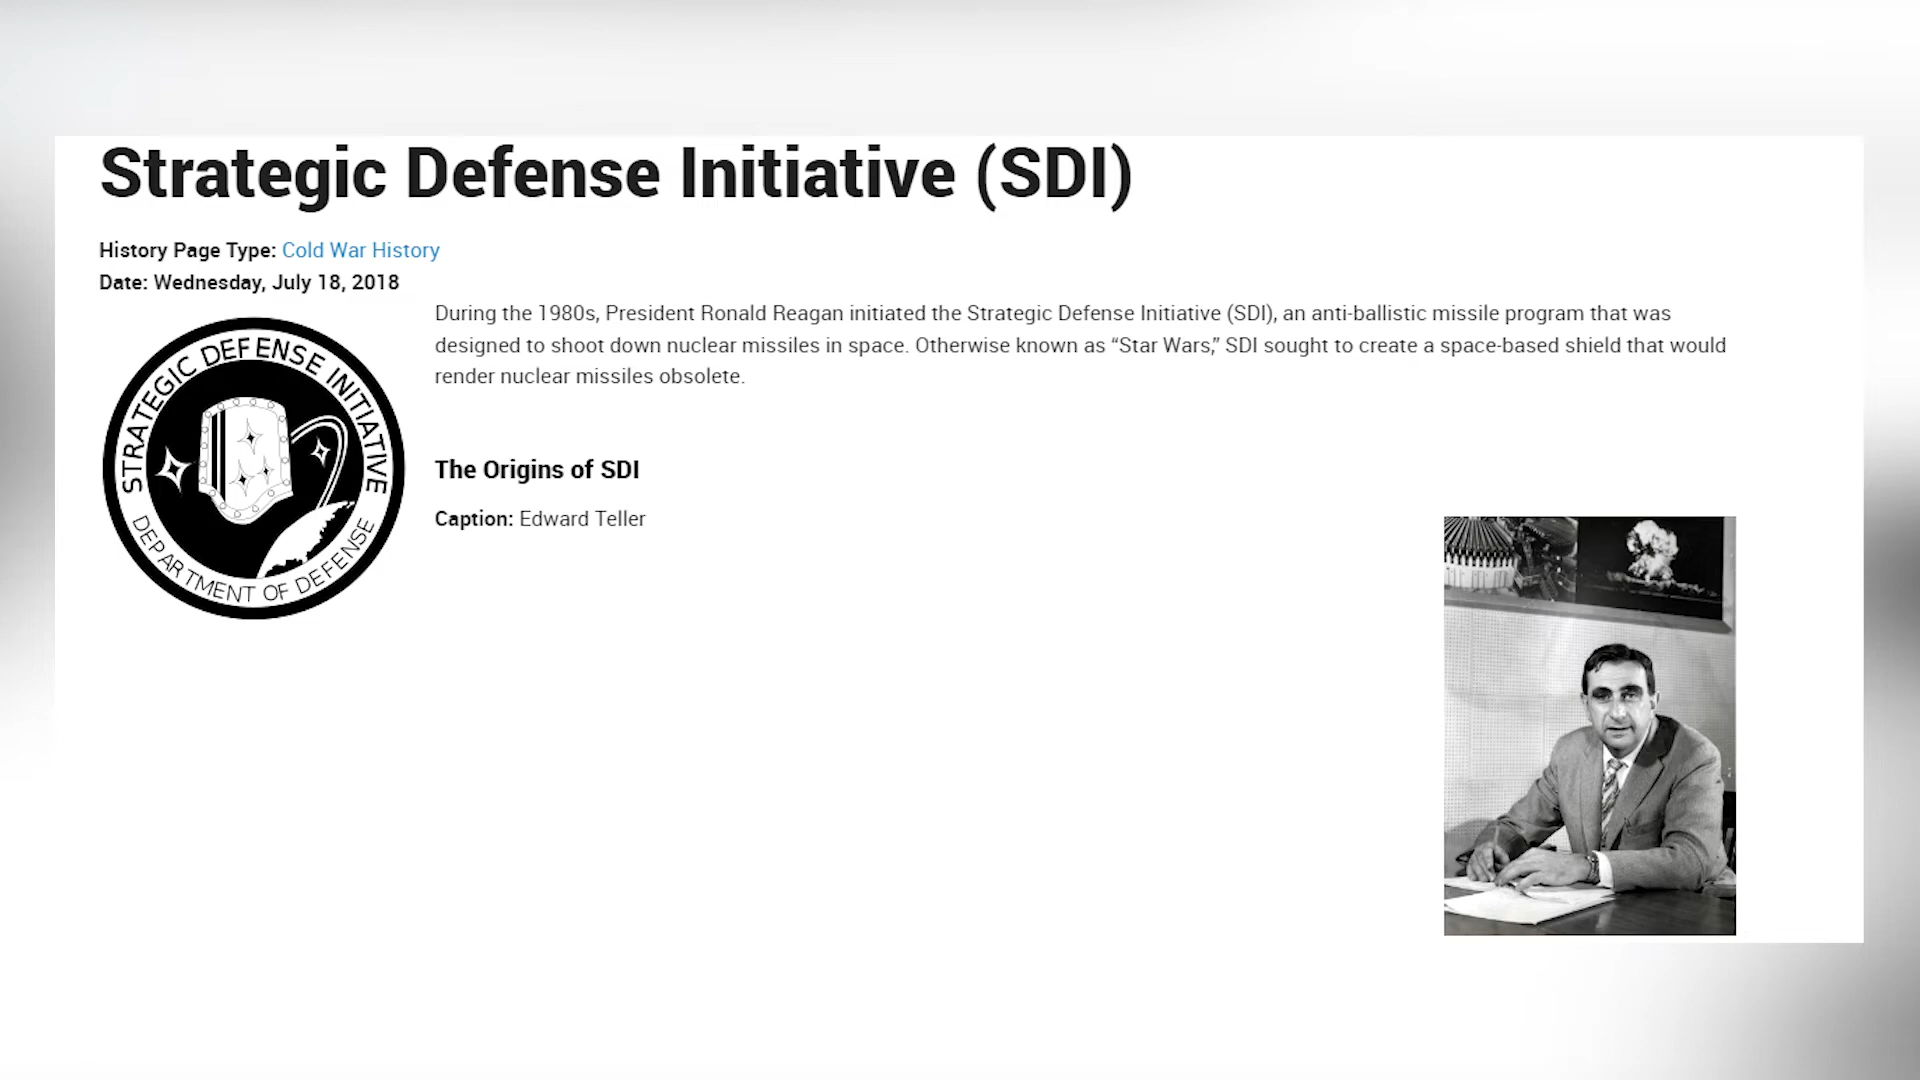 Strategic Defense Initiative (SDI)
History Page Type: Cold War History
Date: Wednesday, July 18, 2018
During the 1980s, President Ronald Reagan initiated the Strategic Defense Initiative (SDI), an anti-ballistic missile program that was
designed to shoot down nuclear missiles in space. Otherwise known as “Star Wars,” SDI sought to create a space-based shield that would
render nuclear missiles obsolete.
STRATEGIC DEFENSE INITIATIVE
DEPARTMENT OF DEFENSE
The Origins of SDI
Caption: Edward Teller